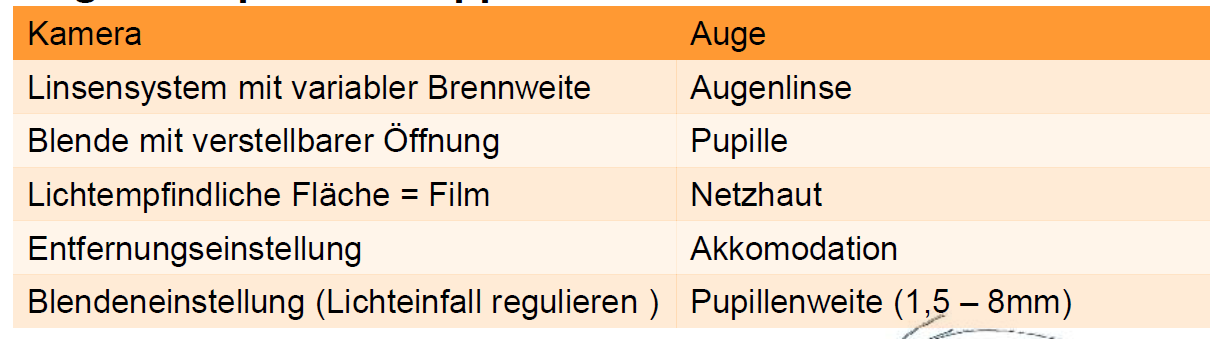 Kamera Auge
Linsensystem mit variabler Brennweite Augenlinse
Blende mit verstellbarer Öffnung Pupille
Lichtempfindliche Fläche = Film Netzhaut
Entfernungseinstellung Akkomodation
Blendeneinstellung (Lichteinfall regulieren ) Pupillenweite (1,5 – 8mm)